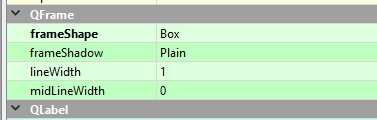 QFrame
frameShape Box
frameShadow Plain
lineWidth 1
midLineWidth 0
QLabel